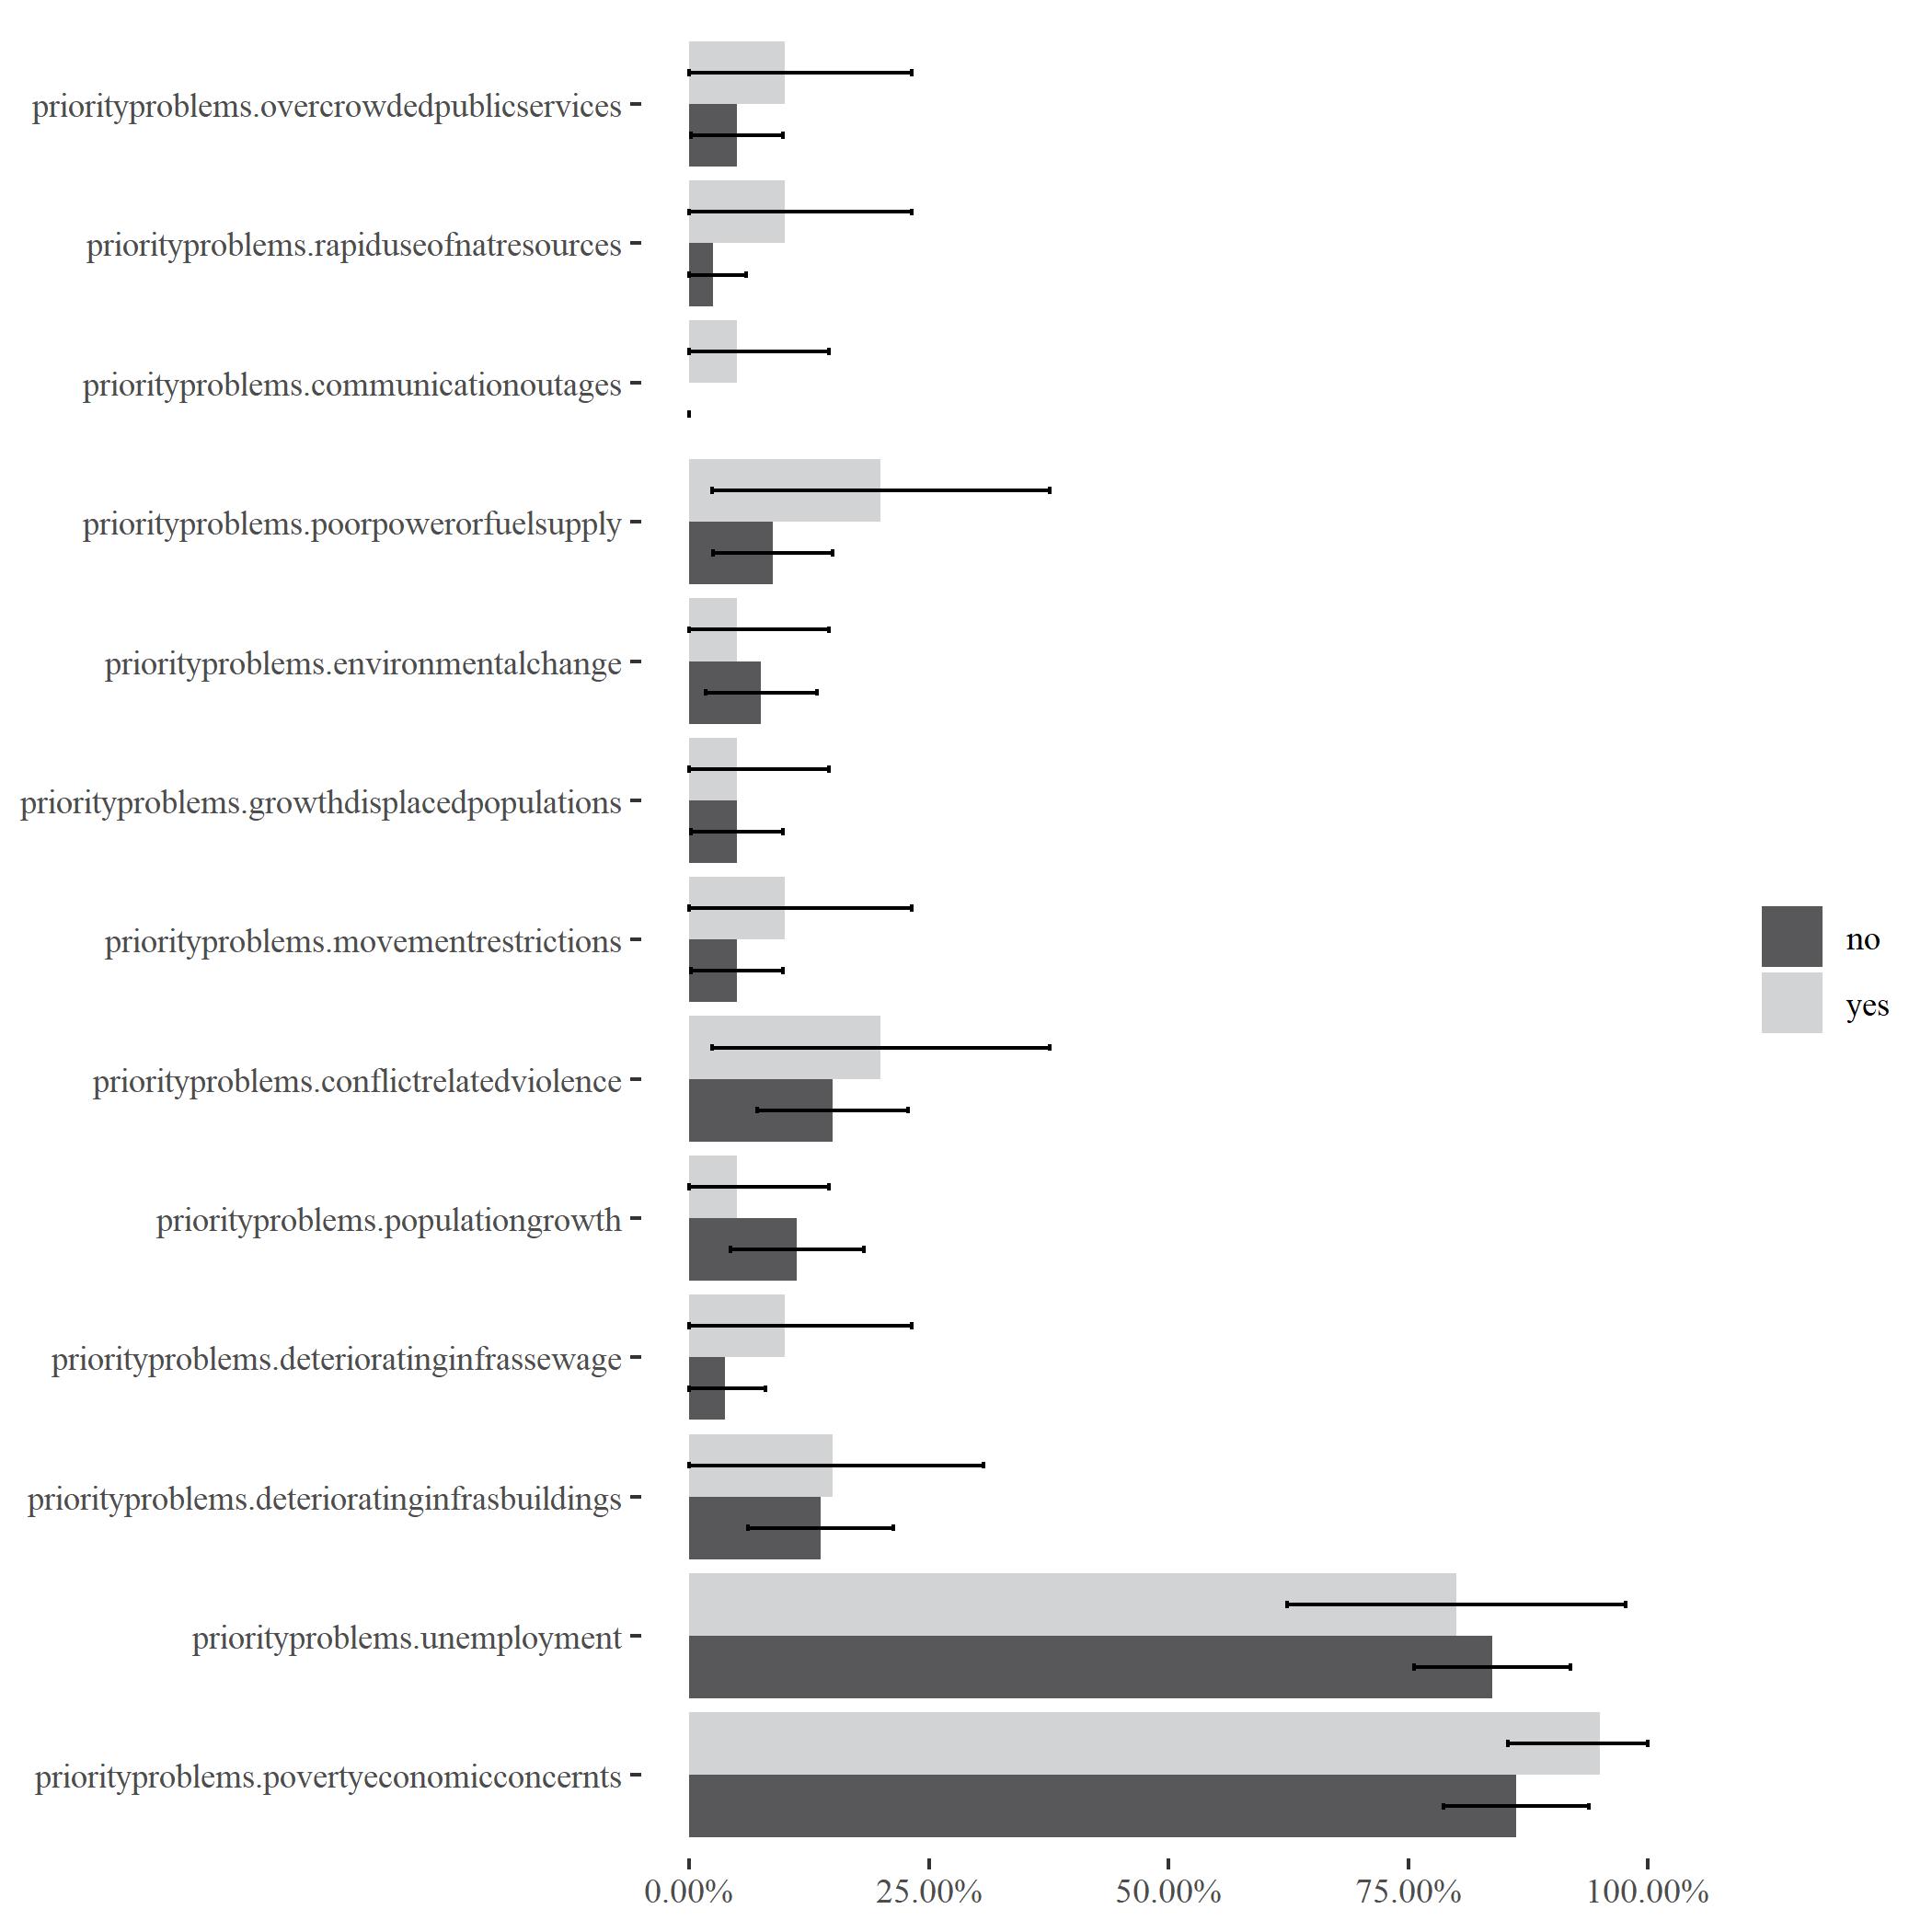 priorityproblems.overcrowdedpublicservices
priorityproblems.rapiduseofnatresources
priorityproblems.communicationoutages
priorityproblems.poorpowerorfuelsupply
priorityproblems.environmentalchange
priorityproblems.growthdisplacedpopulations
priorityproblems.movementrestrictions
priorityproblems.conflictrelatedviolence
priorityproblems.populationgrowth
priorityproblems.deterioratinginfrassewage
priorityproblems.deterioratinginfrasbuildings
priorityproblems.unemployment
priorityproblems.povertyeconomicconcernts
0.00% 25.00% 50.00% 75.00% 100.00%
no
yes